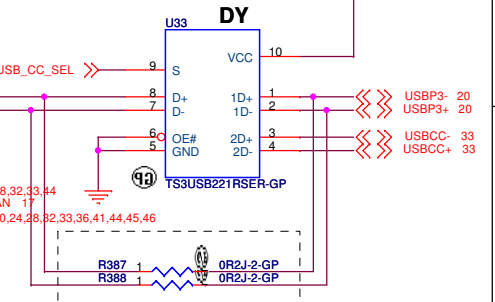 DY
U33
VCC 10
USB_CC_SEL 9 S
8 D+ 1D+ 1 USBP3- 20
7 D- 1D- 2 USBP3+ 20
6 OE# 2D+ 3 USBCC- 33
5 GND 2D- 4 USBCC+ 33
GP
TS3USB221RSER-GP
8,32,33,44
AN 17
0,24,28,32,33,36,41,44,45,46
R387 1 0R2J-2-GP
R388 1 0R2J-2-GP